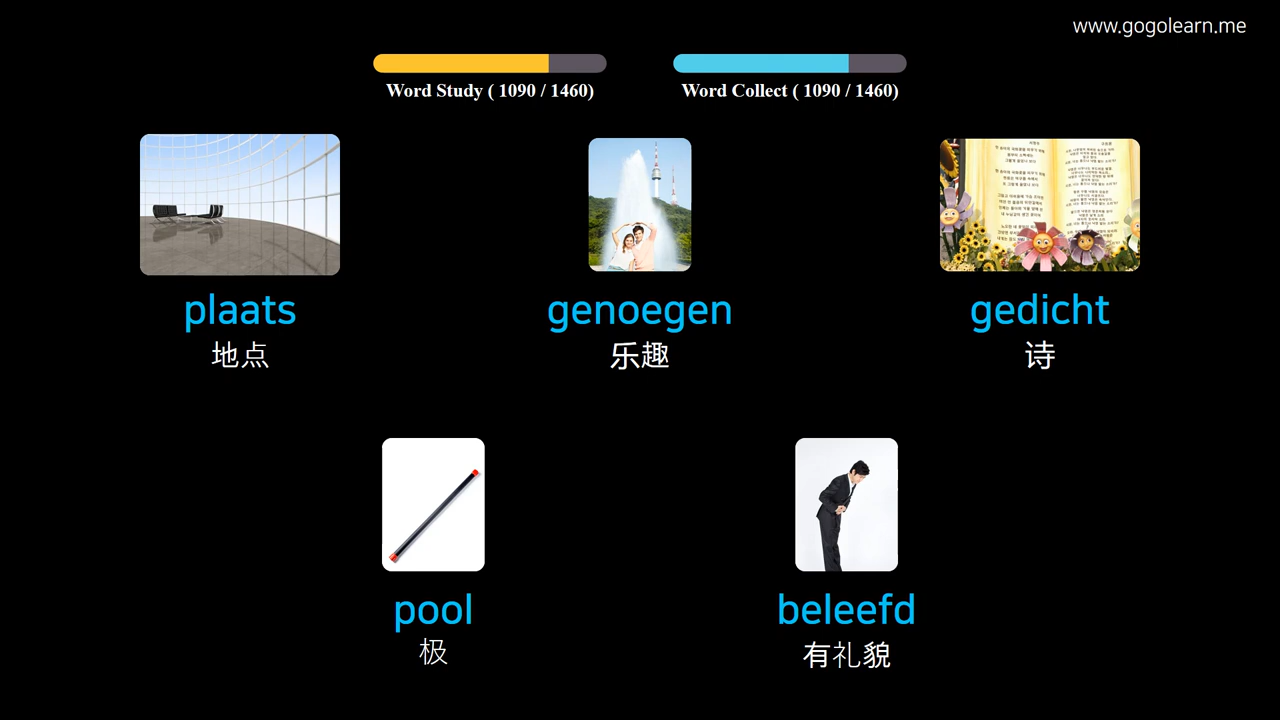 www.gogolearn.me
Word Study ( 1090 / 1460)
Word Collect ( 1090 / 1460)
plaats
地点
genoegen
乐趣
gedicht
诗
pool
极
beleefd
有礼貌